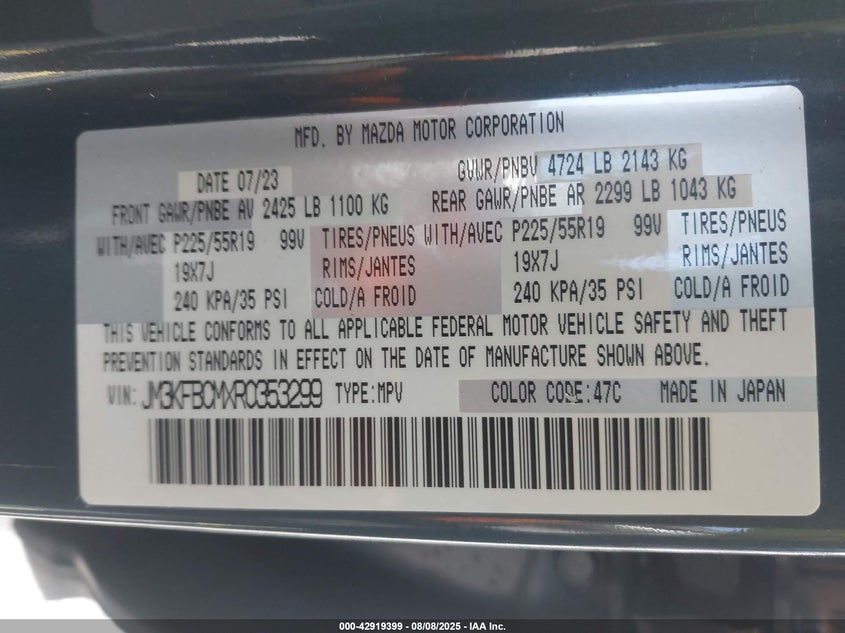 MFD. BY MAZDA MOTOR CORPORATION
DATE 07/23
GVWR/PNBV 4724 LB 2143 KG
FRONT GAWR/PNBE AV 2425 LB 1100 KG
REAR GAWR/PNBE AR 2299 LB 1043 KG
WITH/AVEC P225/55R19 99V TIRES/PNEUS WITH/AVEC P225/55R19 99V TIRES/PNEUS
19X7J RIMS/JANTES 19X7J RIMS/JANTES
240 KPA/35 PSI COLD/A FROID 240 KPA/35 PSI COLD/A FROID
THIS VEHICLE CONFORMS TO ALL APPLICABLE FEDERAL MOTOR VEHICLE SAFETY AND THEFT
PREVENTION STANDARDS IN EFFECT ON THE DATE OF MANUFACTURE SHOWN ABOVE.
VIN: JM3KFBCMXR0353299 TYPE:MPV COLOR CODE:47C MADE IN JAPAN
000-42919399 - 08/08/2025 - IAA Inc.